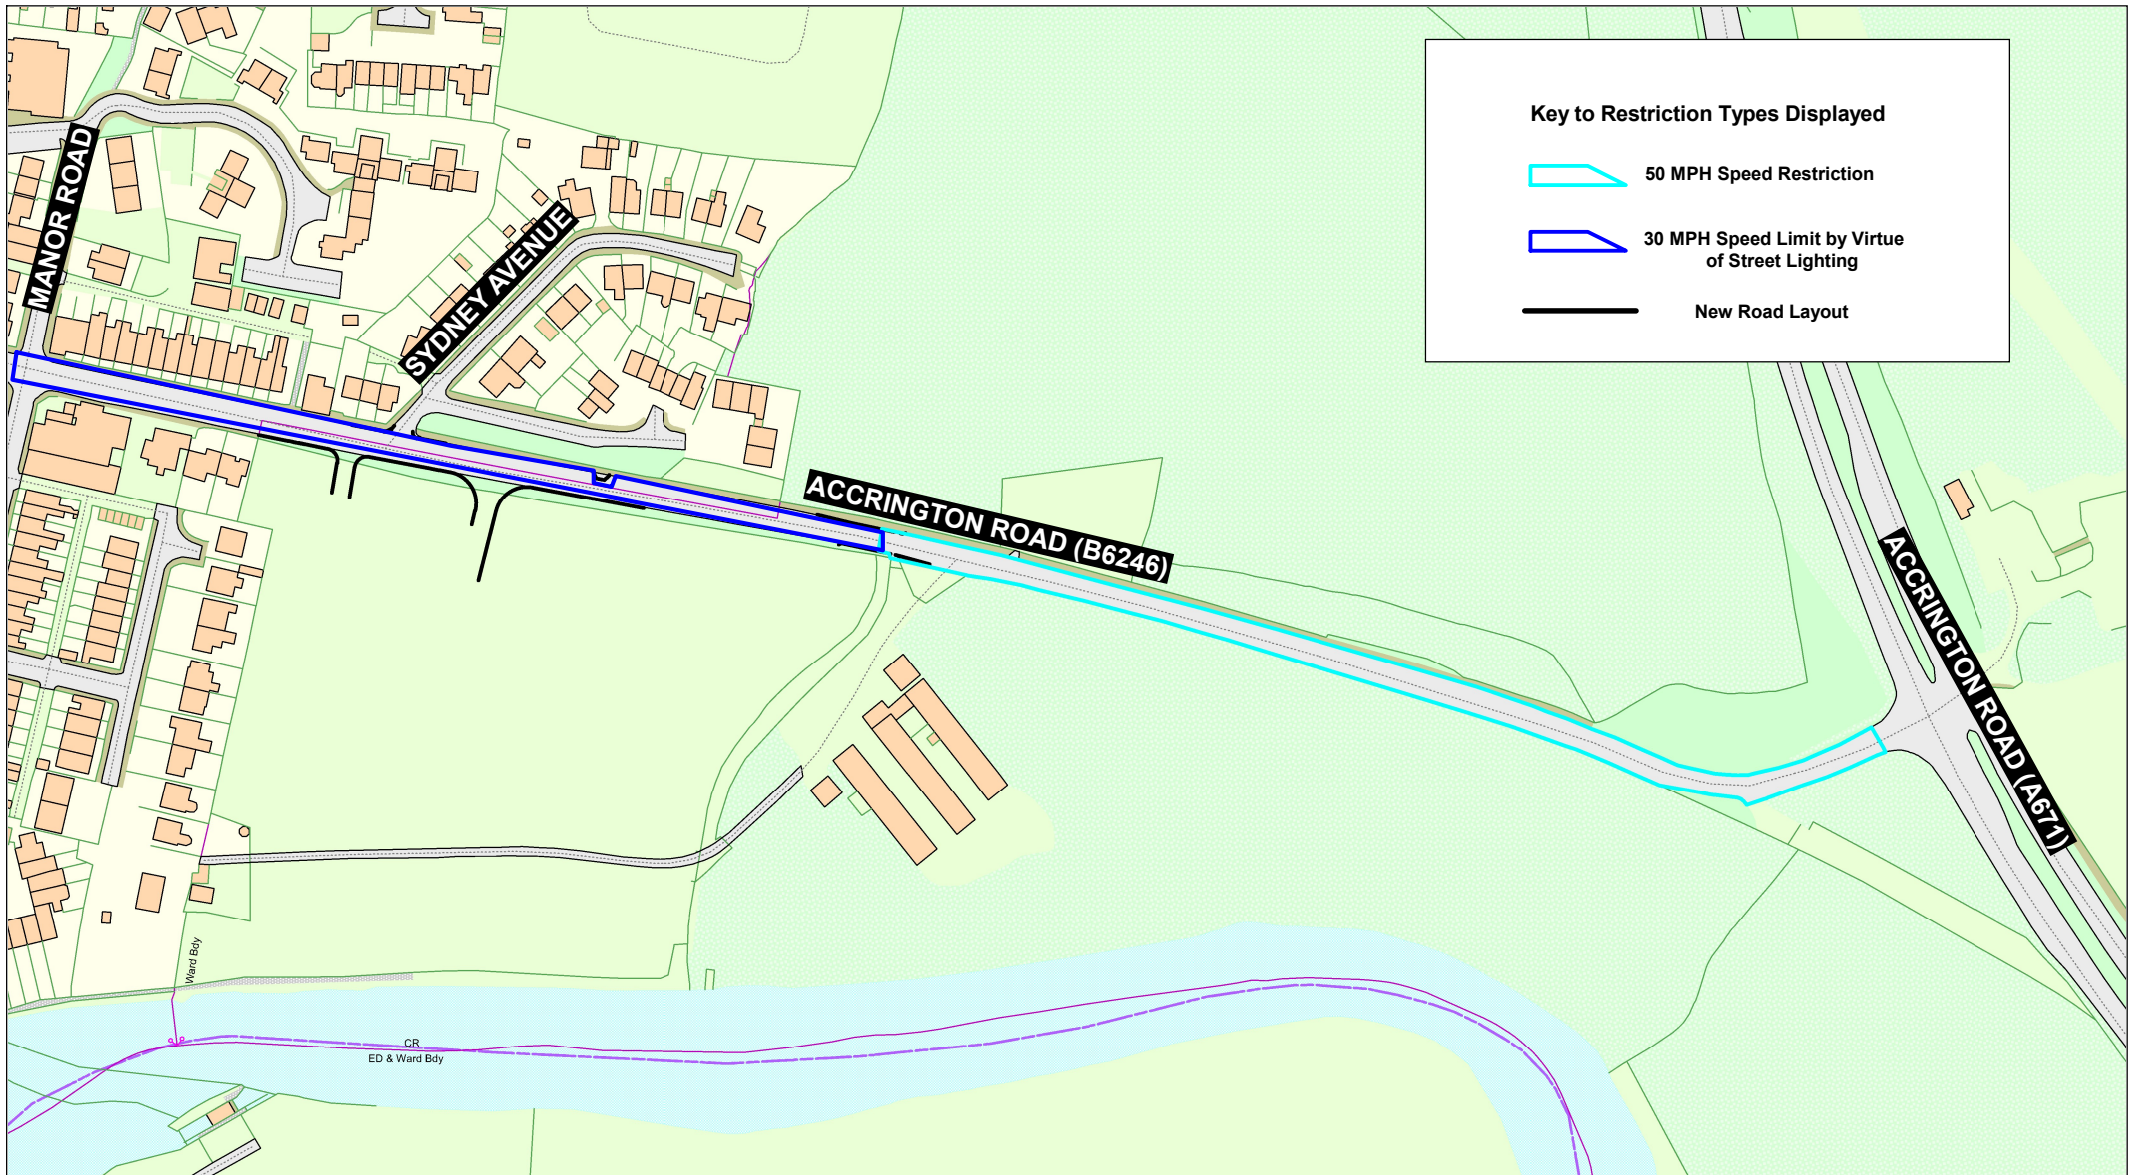 Key to Restriction Types Displayed
50 MPH Speed Restriction
30 MPH Speed Limit by Virtue
of Street Lighting
New Road Layout
MANOR ROAD
SYDNEY AVENUE
ACCRINGTON ROAD (B6246)
ACCRINGTON ROAD (A671)
Ward Bdy
CR
ED & Ward Bdy